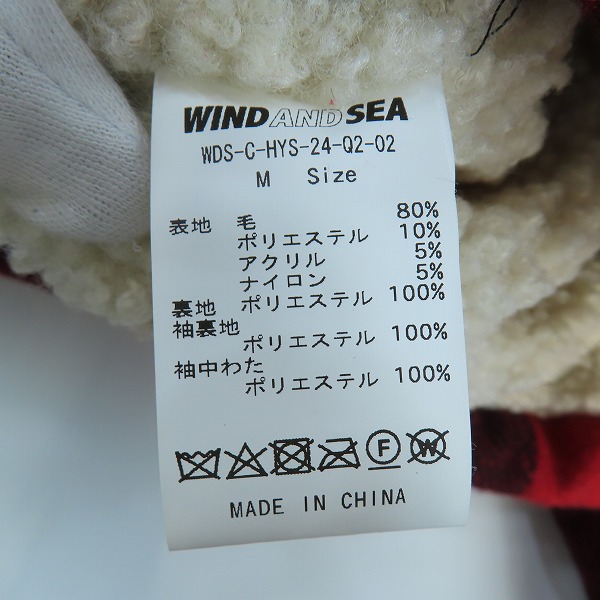 WIND AND SEA
WDS-C-HYS-24-Q2-02
M Size
表地 毛 80%
ポリエステル 10%
アクリル 5%
ナイロン 5%
裏地 ポリエステル 100%
袖裏地
ポリエステル 100%
袖中わた
ポリエステル 100%
F W
MADE IN CHINA